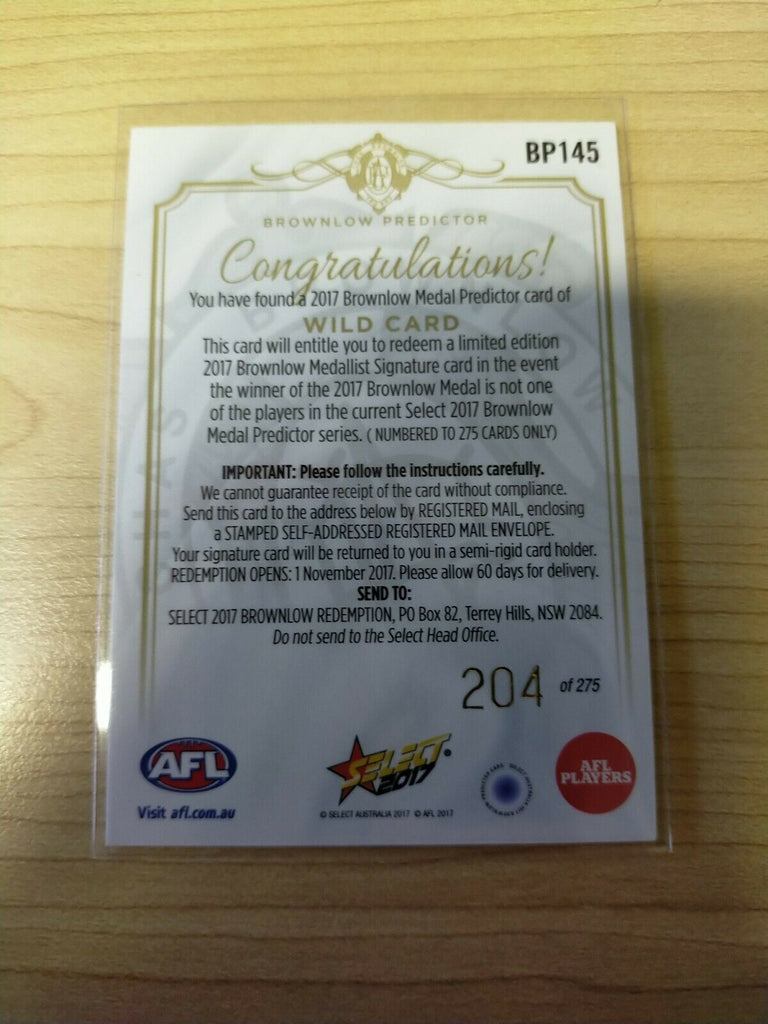 BP145
BROWNLOW PREDICTOR
Congratulations!
You have found a 2017 Brownlow Medal Predictor card of
WILD CARD
This card will entitle you to redeem a limited edition
2017 Brownlow Medallist Signature card in the event
the winner of the 2017 Brownlow Medal is not one
of the players in the current Select 2017 Brownlow
Medal Predictor series. ( NUMBERED TO 275 CARDS ONLY)
IMPORTANT: Please follow the instructions carefully.
We cannot guarantee receipt of the card without compliance.
Send this card to the address below by REGISTERED MAIL, enclosing
a STAMPED SELF-ADDRESSED REGISTERED MAIL ENVELOPE.
Your signature card will be returned to you in a semi-rigid card holder.
REDEMPTION OPENS: 1 November 2017. Please allow 60 days for delivery.
SEND TO:
SELECT 2017 BROWNLOW REDEMPTION, PO Box 82, Terrey Hills, NSW 2084.
Do not send to the Select Head Office.
204 of 275
AFL
SELECT
2017
AFL
PLAYERS
Visit afl.com.au
© SELECT AUSTRALIA 2017 © AFL 2017